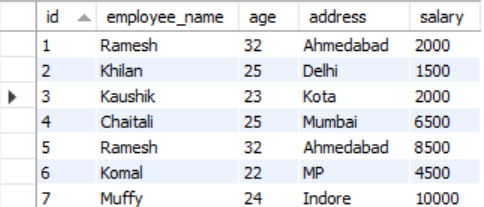 id employee_name age address salary
1 Ramesh 32 Ahmedabad 2000
2 Khilan 25 Delhi 1500
3 Kaushik 23 Kota 2000
4 Chaitali 25 Mumbai 6500
5 Ramesh 32 Ahmedabad 8500
6 Komal 22 MP 4500
7 Muffy 24 Indore 10000